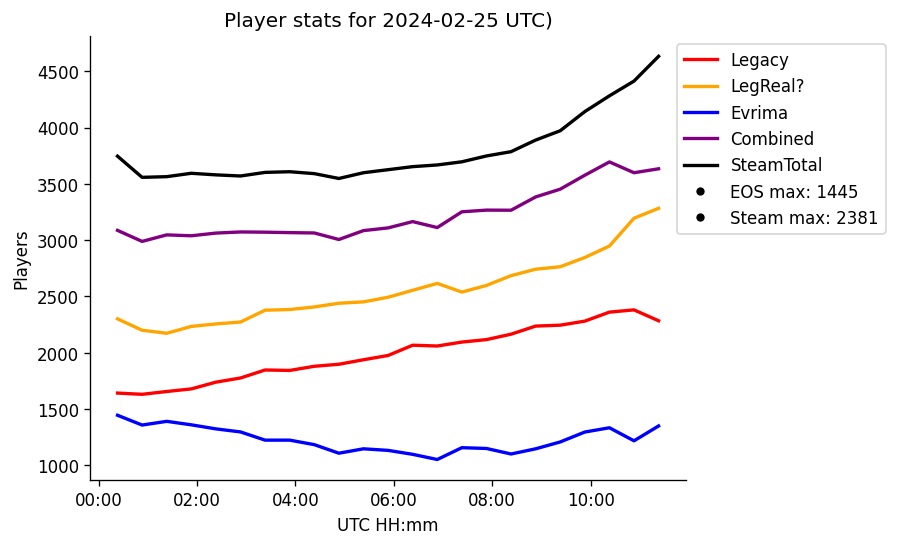 Player stats for 2024-02-25 UTC)
4500
4000
3500
3000
2500
2000
1500
1000
Players
00:00 02:00 04:00 06:00 08:00 10:00
UTC HH:mm
Legacy
LegReal?
Evrima
Combined
SteamTotal
EOS max: 1445
Steam max: 2381